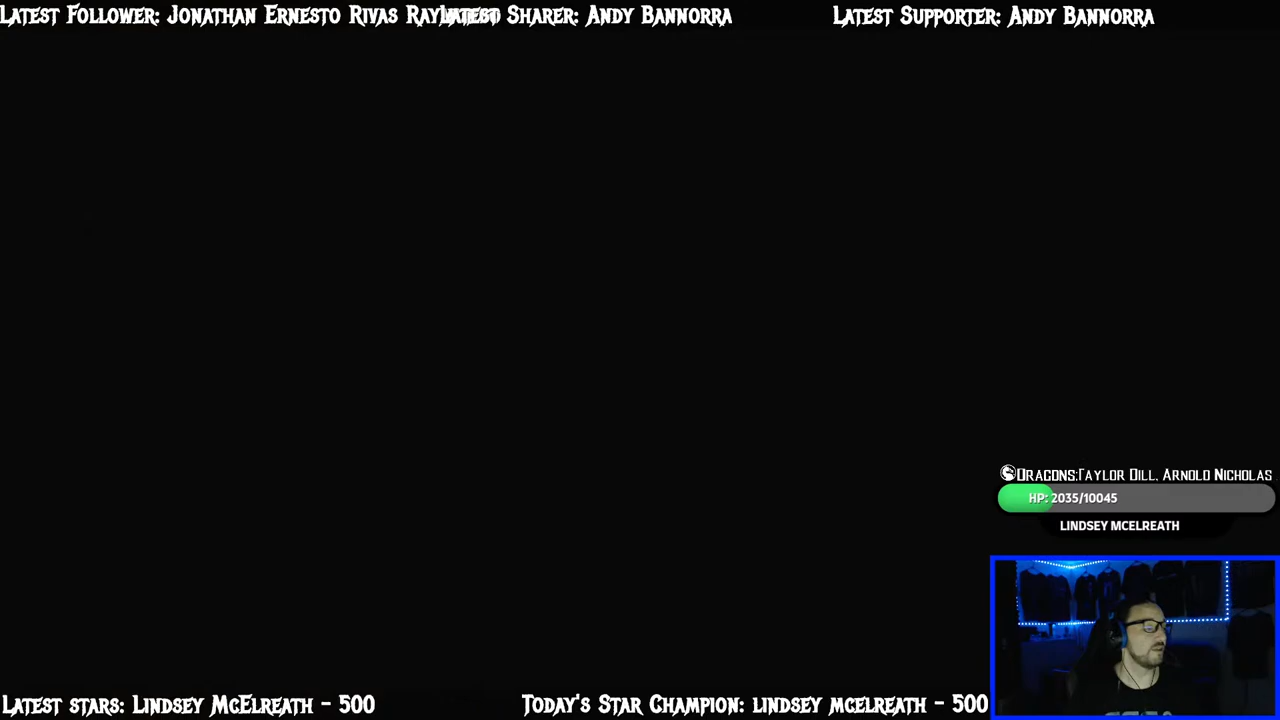 Latest Follower: Jonathan Ernesto Rivas
Latest Sharer: Andy Bannorra
Latest Supporter: Andy Bannorra
Dragons: Taylor Dill, Arnold Nicholas
HP: 2035/10045
LINDSEY MCELREATH
Latest stars: Lindsey McElreath - 500
Today's Star Champion: lindsey mcelreath - 500